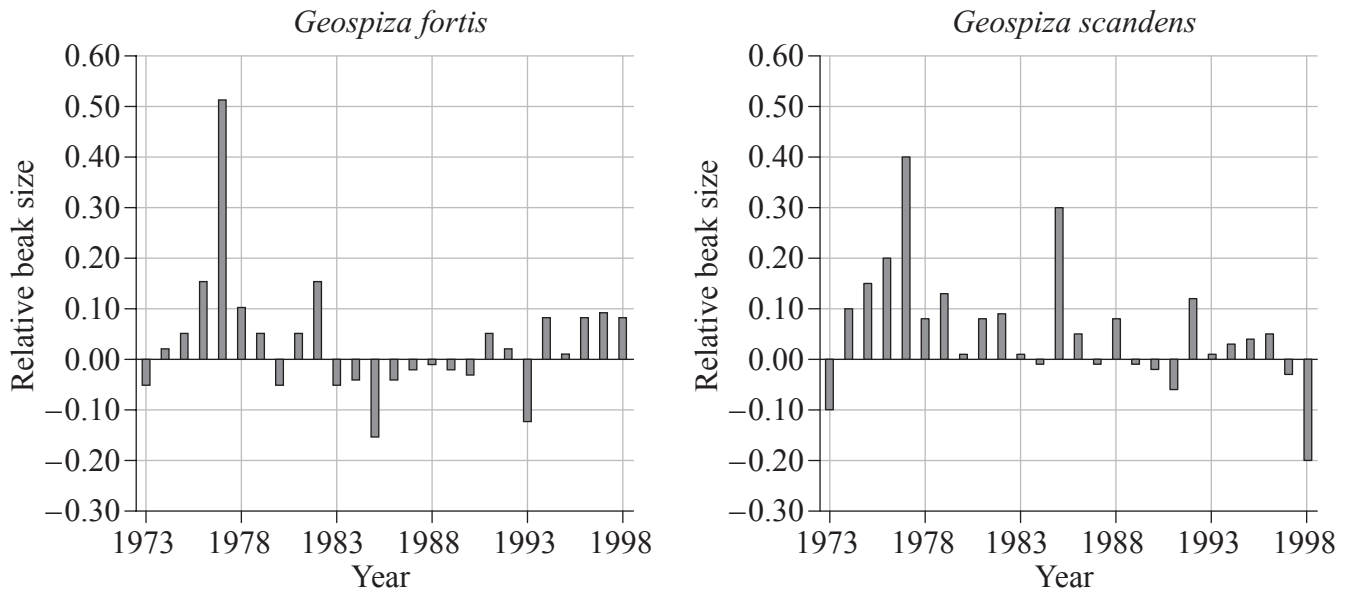 Geospiza fortis
Relative beak size
0.60
0.50
0.40
0.30
0.20
0.10
0.00
−0.10
−0.20
−0.30
1973 1978 1983 1988 1993 1998
Year
Geospiza scandens
Relative beak size
0.60
0.50
0.40
0.30
0.20
0.10
0.00
−0.10
−0.20
−0.30
1973 1978 1983 1988 1993 1998
Year